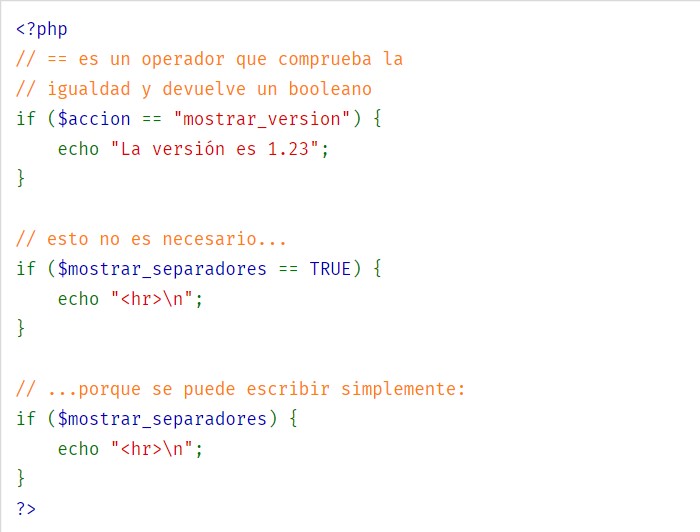 <?php
// == es un operador que comprueba la
// igualdad y devuelve un booleano
if ($accion == "mostrar_version") {
    echo "La versión es 1.23";
}

// esto no es necesario...
if ($mostrar_separadores == TRUE) {
    echo "<hr>\n";
}

// ...porque se puede escribir simplemente:
if ($mostrar_separadores) {
    echo "<hr>\n";
}
?>